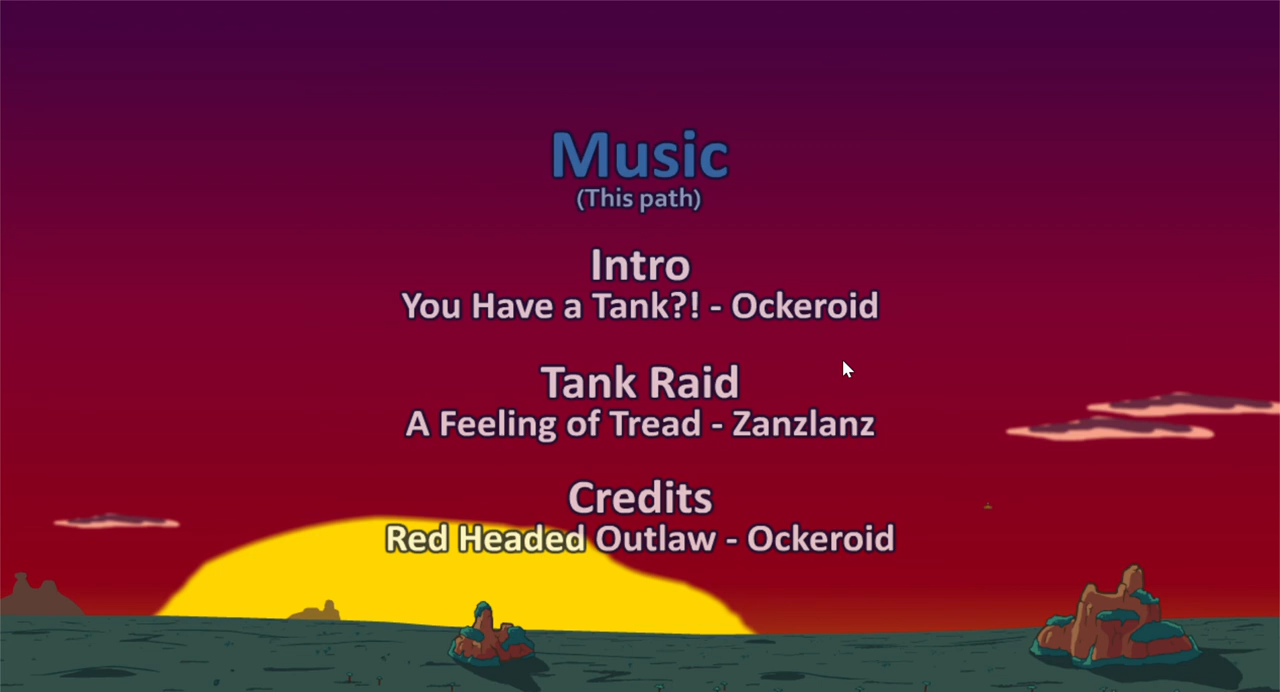 Music
(This path)
Intro
You Have a Tank?! - Ockeroid
Tank Raid
A Feeling of Tread - Zanzlanz
Credits
Red Headed Outlaw - Ockeroid